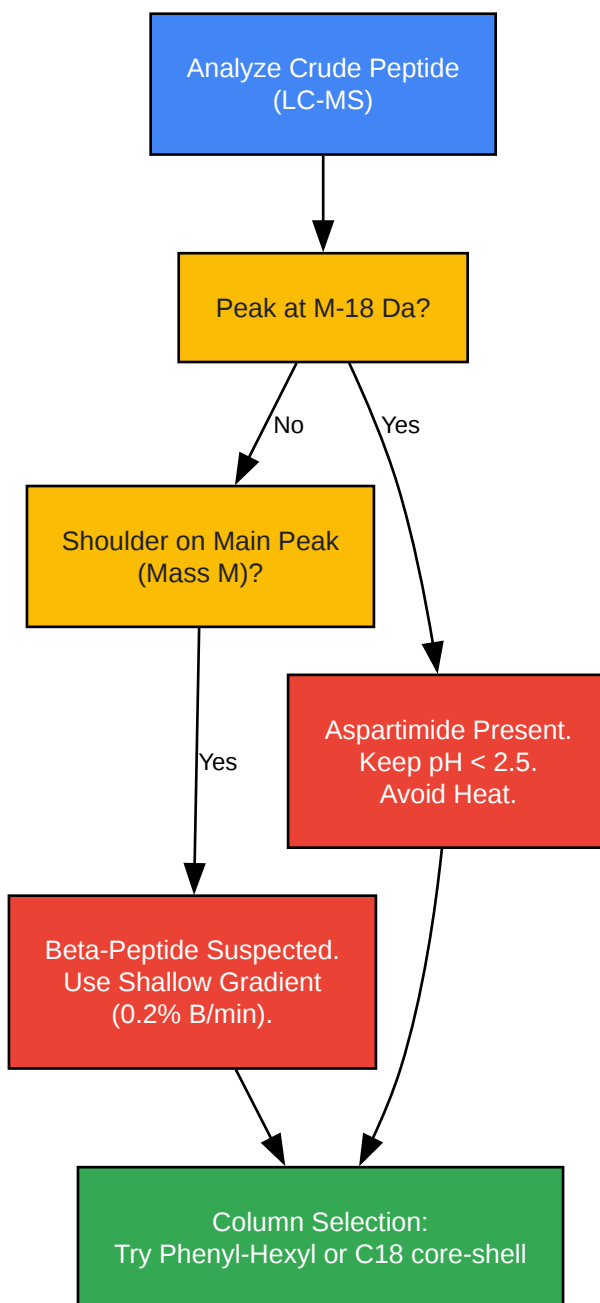 Analyze Crude Peptide
(LC-MS)
Peak at M-18 Da?
No
Yes
Shoulder on Main Peak
(Mass M)?
Aspartimide Present.
Keep pH < 2.5.
Avoid Heat.
Yes
Beta-Peptide Suspected.
Use Shallow Gradient
(0.2% B/min).
Column Selection:
Try Phenyl-Hexyl or C18 core-shell